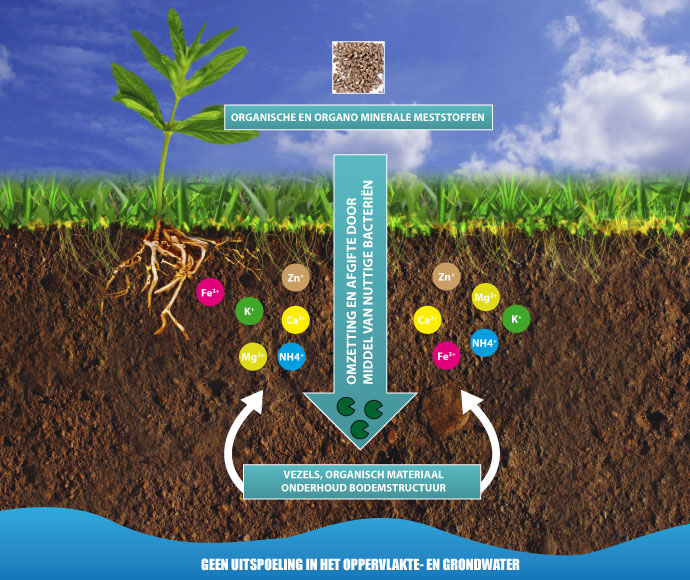 ORGANISCHE EN ORGANO MINERALE MESTSTOFFEN
OMZETTING EN AFGIFTE DOOR
MIDDEL VAN NUTTIGE BACTERIËN
Zn⁺
Fe³⁺
K⁺
Ca²⁺
Mg²⁺
NH4⁺
Zn⁺
Mg²⁺
Ca²⁺
K⁺
NH4⁺
Fe³⁺
VEZELS, ORGANISCH MATERIAAL
ONDERHOUD BODEMSTRUCTUUR
GEEN UITSPOELING IN HET OPPERVLAKTE- EN GRONDWATER